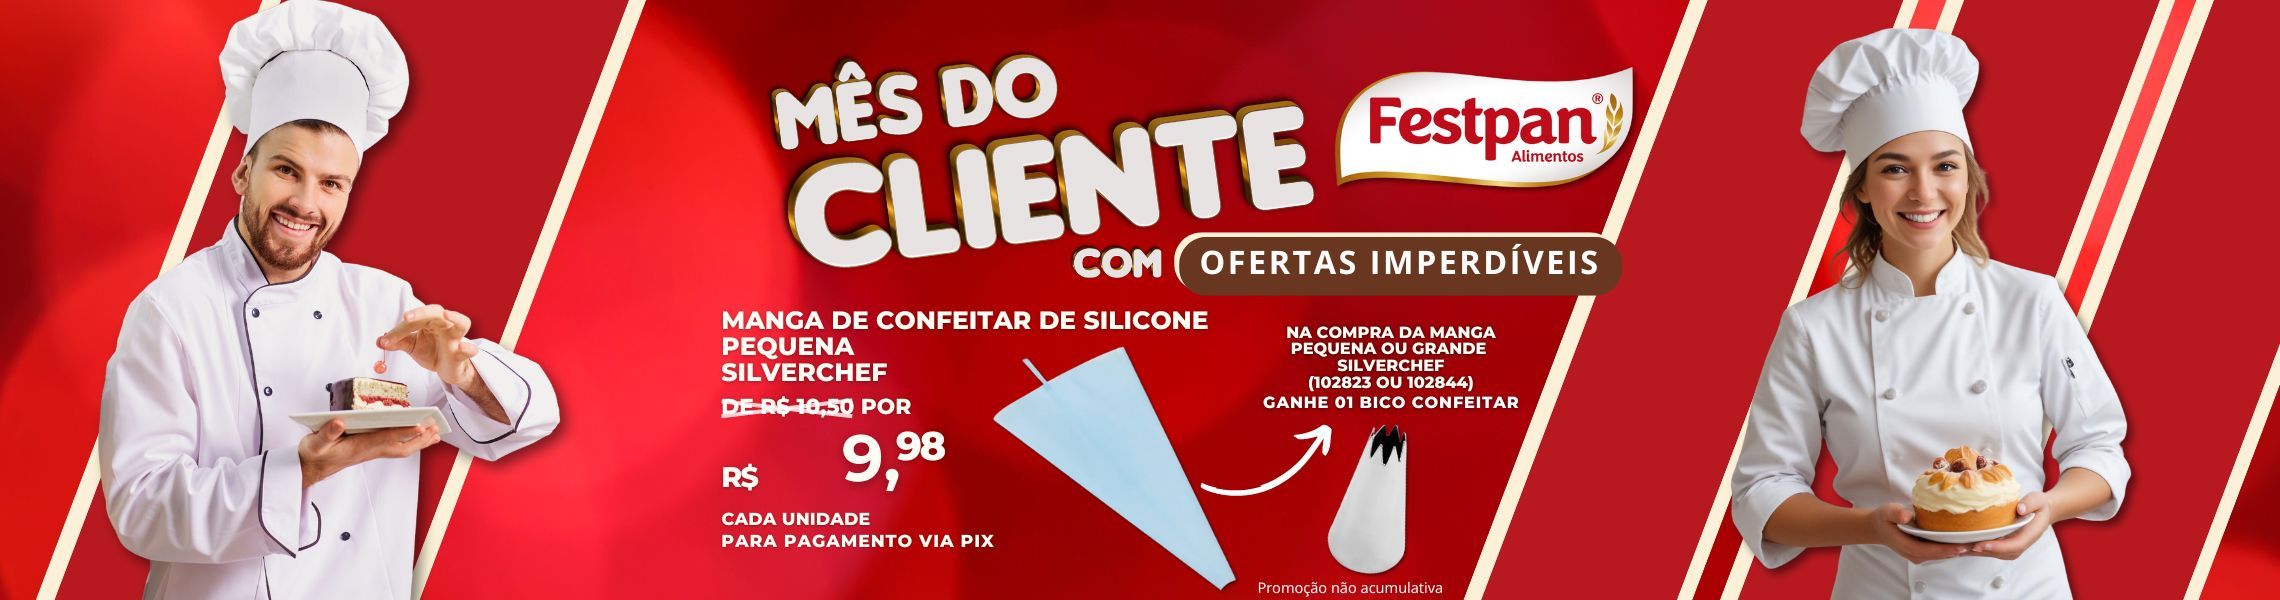 MÊS DO
CLIENTE
COM OFERTAS IMPERDÍVEIS
Festpan®
Alimentos
MANGA DE CONFEITAR DE SILICONE
PEQUENA
SILVERCHEF
DE R$ 10,50 POR
R$ 9,98
CADA UNIDADE
PARA PAGAMENTO VIA PIX
NA COMPRA DA MANGA
PEQUENA OU GRANDE
SILVERCHEF
(102823 OU 102844)
GANHE 01 BICO CONFEITAR
Promoção não acumulativa